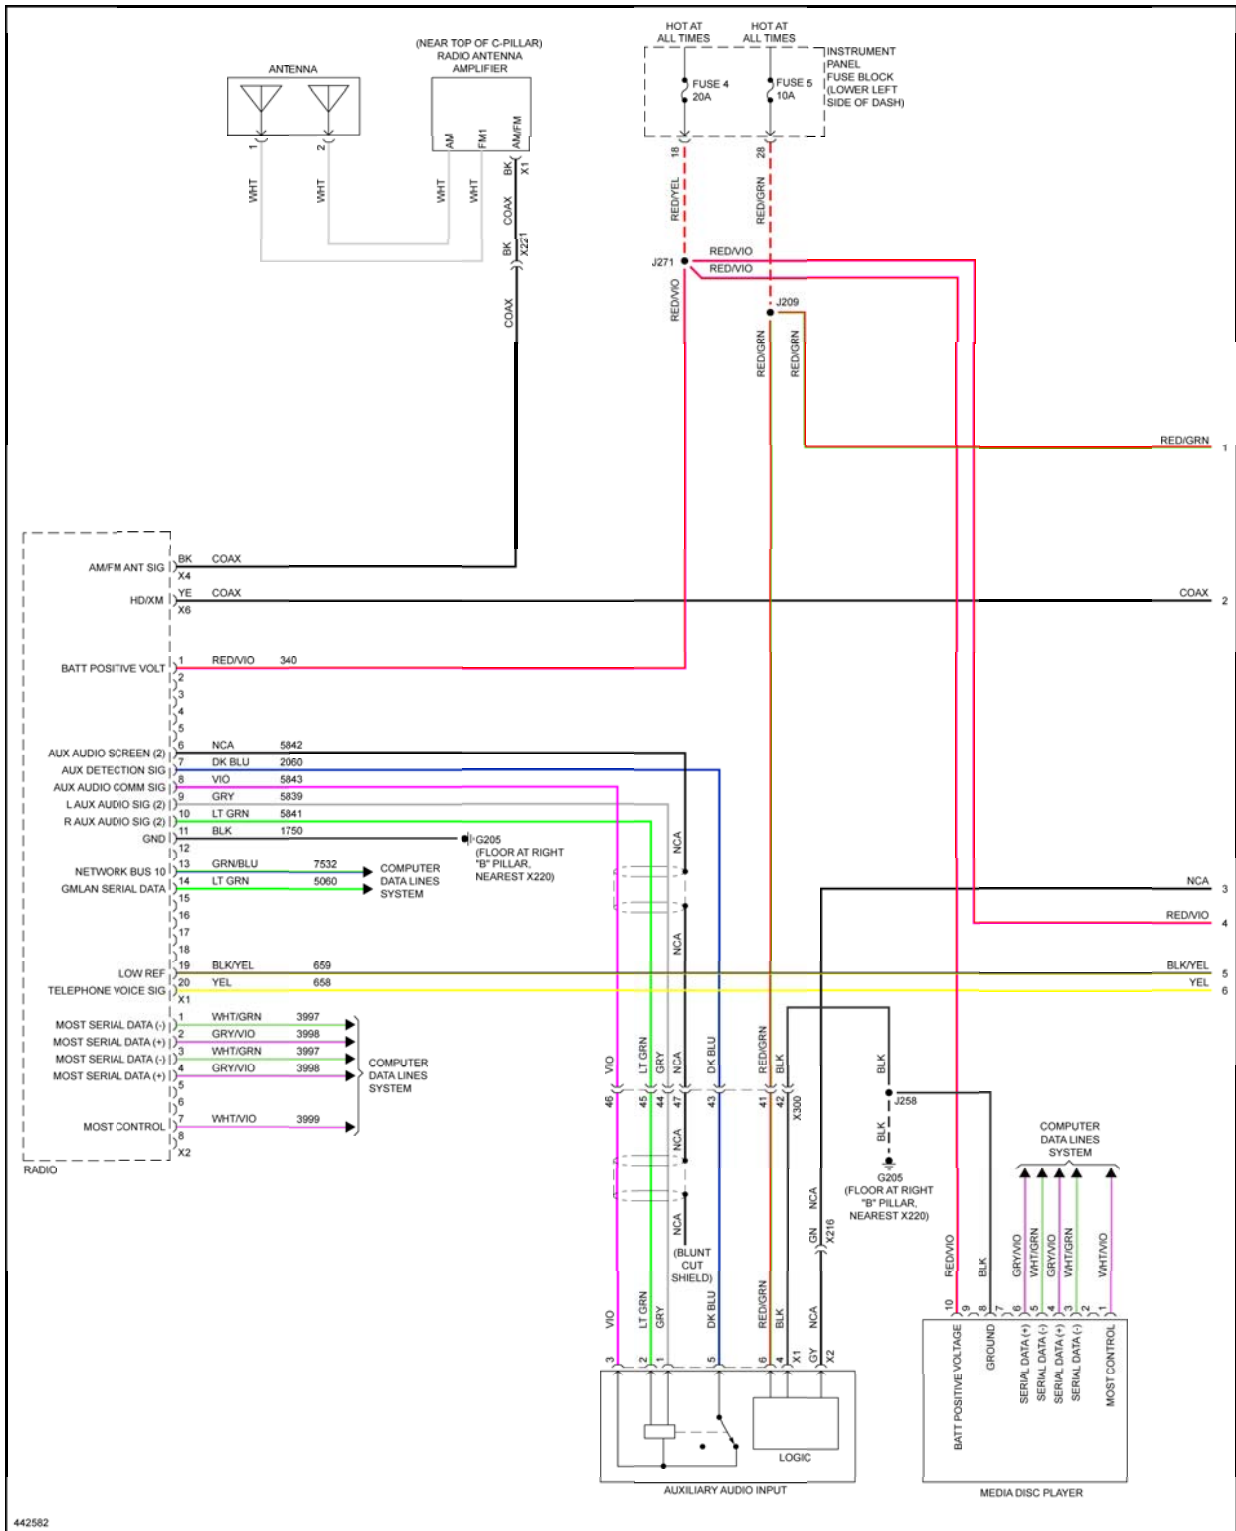 HOT AT
ALL TIMES
HOT AT
ALL TIMES
(NEAR TOP OF C-PILLAR)
RADIO ANTENNA
AMPLIFIER
ANTENNA
INSTRUMENT
PANEL
FUSE BLOCK
(LOWER LEFT
SIDE OF DASH)
FUSE 4
20A
FUSE 5
10A
AM
FM1
AM/FM
1
2
BK
X1
18
28
WHT
WHT
WHT
WHT
COAX
RED/YEL
RED/GRN
BK
X221
COAX
J271
RED/VIO
RED/VIO
RED/VIO
J209
RED/GRN
RED/GRN
RED/GRN 1
AM/FM ANT SIG
BK COAX
X4
HD/XM
YE COAX
X6
COAX 2
BATT POSITIVE VOLT
1 RED/VIO 340
2
3
4
5
AUX AUDIO SCREEN (2)
6 NCA 5842
AUX DETECTION SIG
7 DK BLU 2060
AUX AUDIO COMM SIG
8 VIO 5843
L AUX AUDIO SIG (2)
9 GRY 5839
R AUX AUDIO SIG (2)
10 LT GRN 5841
GND
11 BLK 1750
G205
(FLOOR AT RIGHT
"B" PILLAR,
NEAREST X220)
12
NETWORK BUS 10
13 GRN/BLU 7532
GMLAN SERIAL DATA
14 LT GRN 5060
COMPUTER
DATA LINES
SYSTEM
15
16
17
18
LOW REF
19 BLK/YEL 659
TELEPHONE VOICE SIG
20 YEL 658
X1
NCA
NCA
NCA 3
RED/VIO 4
BLK/YEL 5
YEL 6
MOST SERIAL DATA (-)
1 WHT/GRN 3997
MOST SERIAL DATA (+)
2 GRY/VIO 3998
MOST SERIAL DATA (-)
3 WHT/GRN 3997
MOST SERIAL DATA (+)
4 GRY/VIO 3998
5
6
MOST CONTROL
7 WHT/VIO 3999
8
X2
COMPUTER
DATA LINES
SYSTEM
RADIO
VIO
LT GRN
GRY
NCA
DK BLU
RED/GRN
BLK
BLK
46
45
44
47
43
41
42
X300
J258
NCA
BLK
G205
(FLOOR AT RIGHT
"B" PILLAR,
NEAREST X220)
NCA
NCA
GN
X216
(BLUNT
CUT
SHIELD)
COMPUTER
DATA LINES
SYSTEM
VIO
LT GRN
GRY
DK BLU
RED/GRN
BLK
NCA
RED/VIO
BLK
GRY/VIO
WHT/GRN
GRY/VIO
WHT/GRN
WHT/VIO
3
2
1
5
6
4
X1
GY
X2
10
9
8
7
6
5
4
3
2
1
BATT POSITIVE VOLTAGE
GROUND
SERIAL DATA (+)
SERIAL DATA (-)
SERIAL DATA (+)
SERIAL DATA (-)
MOST CONTROL
LOGIC
AUXILIARY AUDIO INPUT
MEDIA DISC PLAYER
442582